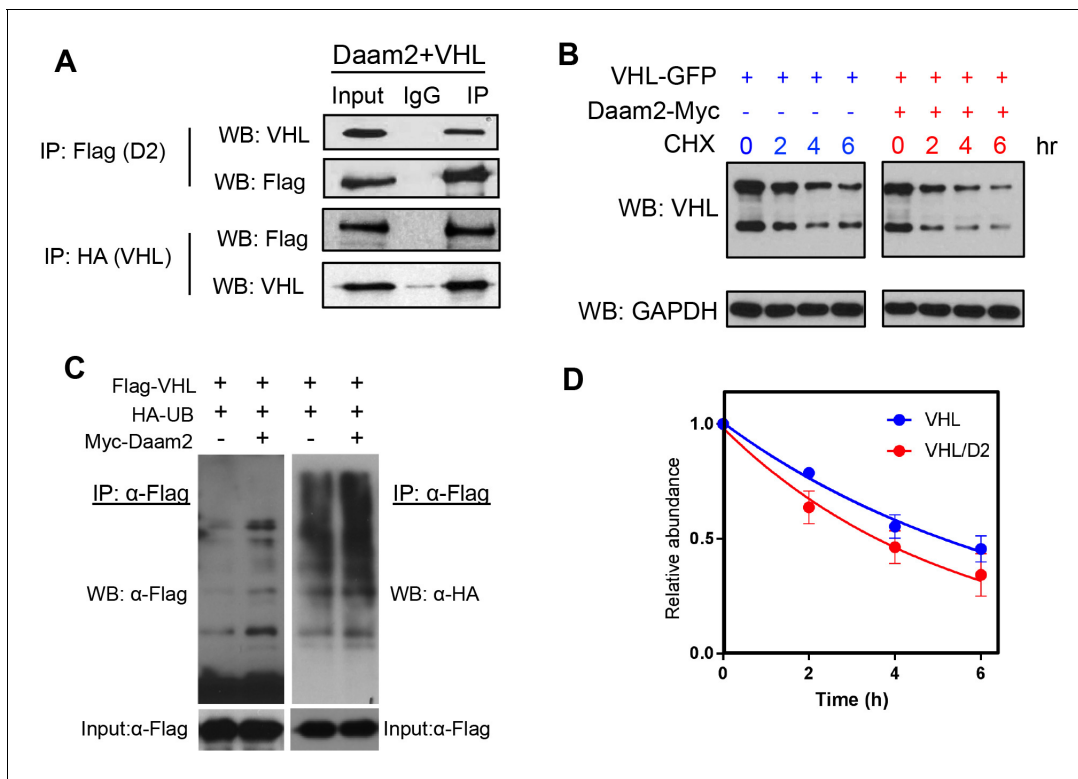 A
Daam2+VHL
Input IgG IP
IP: Flag (D2)
WB: VHL
WB: Flag
IP: HA (VHL)
WB: Flag
WB: VHL
B
VHL-GFP + + + + + + + +
Daam2-Myc - - - - + + + +
CHX 0 2 4 6 0 2 4 6 hr
WB: VHL
WB: GAPDH
C
Flag-VHL + + + +
HA-UB + + + +
Myc-Daam2 - + - +
IP: α-Flag IP: α-Flag
WB: α-Flag WB: α-HA
Input:α-Flag Input:α-Flag
D
VHL
VHL/D2
Relative abundance
1.0
0.5
0.0
0 2 4 6
Time (h)